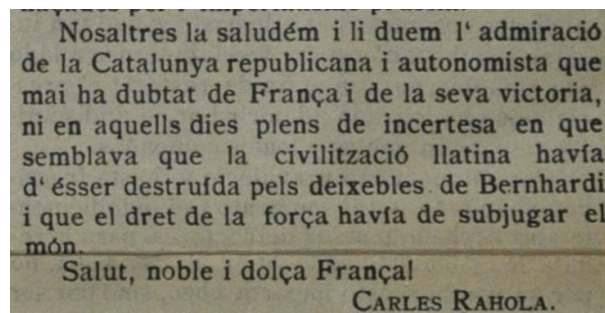 Nosaltres la saludém i li duem l‘ admiració
de la Catalunya republicana i autonomista que
mai ha dubtat de França i de la seva victoria,
ni en aquells dies plens de incertesa en que
semblava que la civilització llatina havía
d‘ ésser destruída pels deixebles de Bernhardi
i que el dret de la força havía de subjugar el
món.
Salut, noble i dolça França!
CARLES RAHOLA.